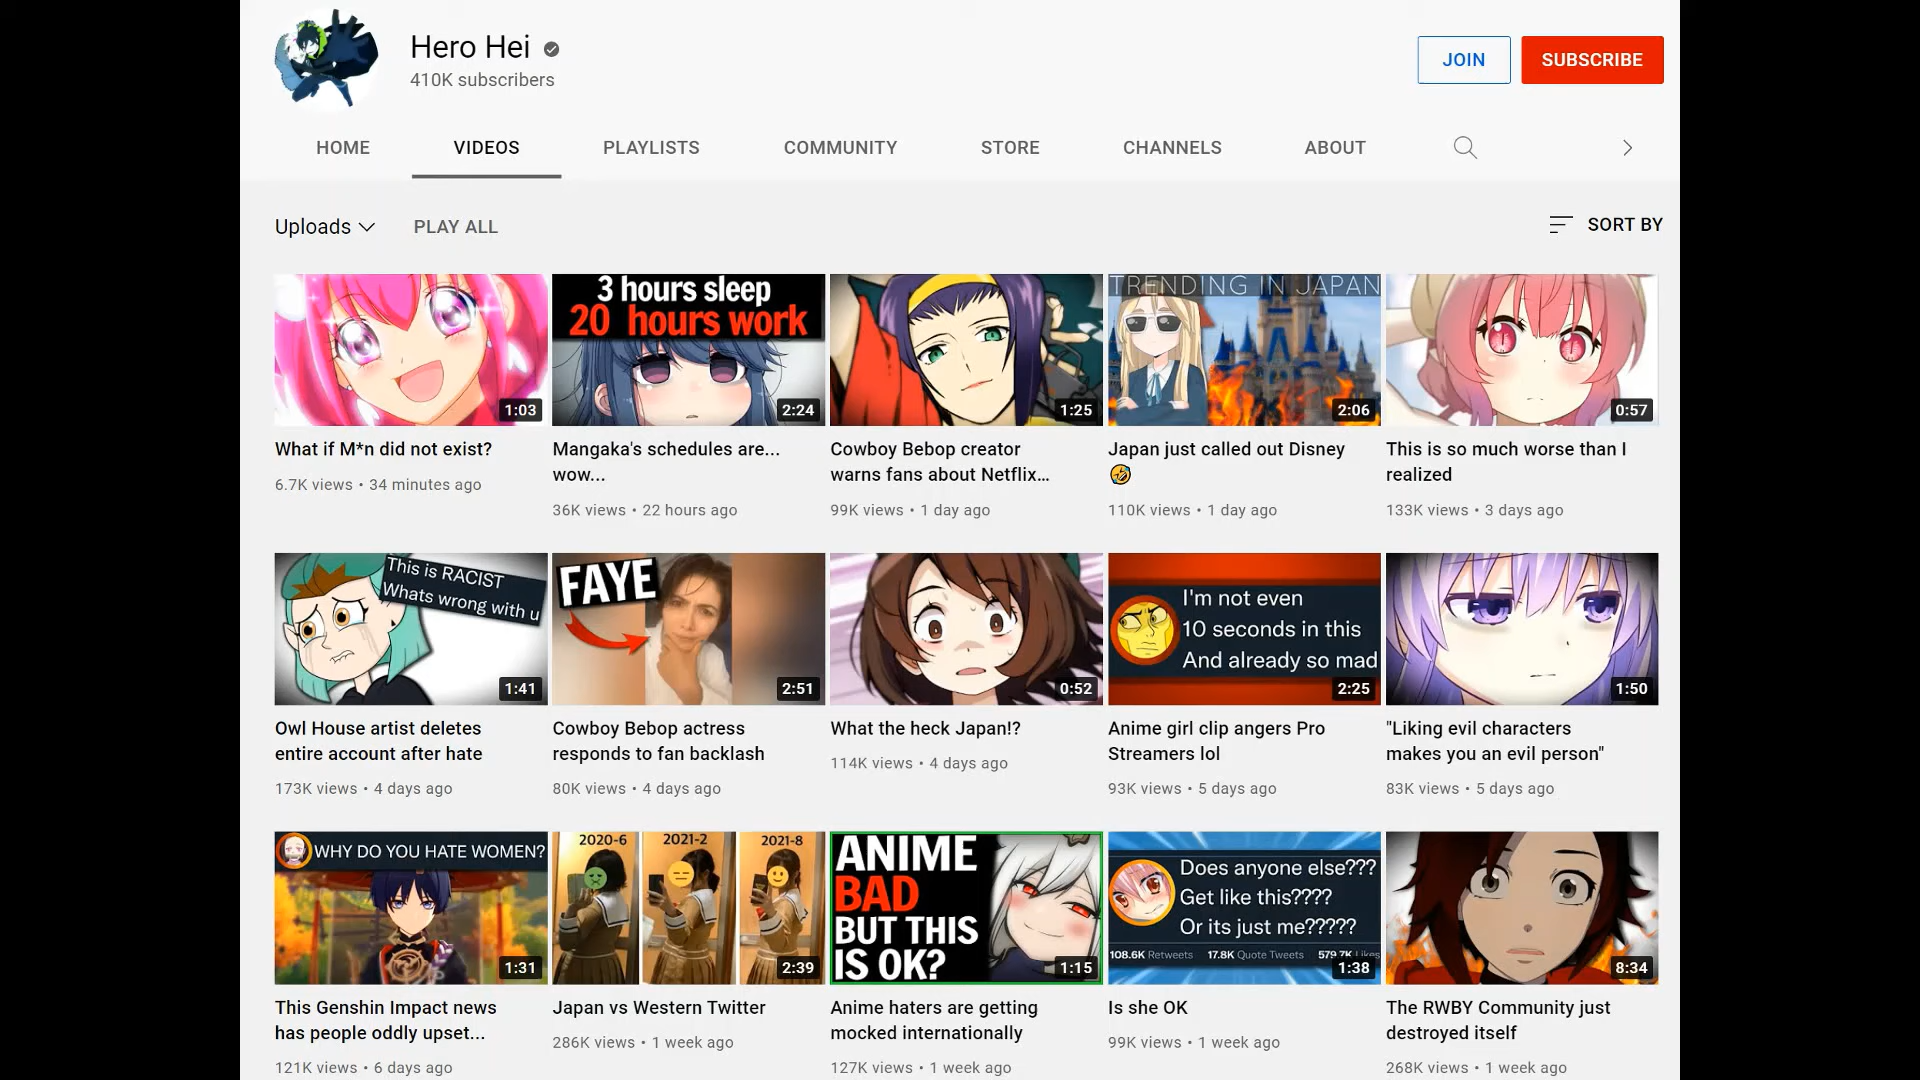 Hero Hei
410K subscribers
JOIN
SUBSCRIBE
HOME
VIDEOS
PLAYLISTS
COMMUNITY
STORE
CHANNELS
ABOUT
Uploads
PLAY ALL
SORT BY
1:03
3 hours sleep
20 hours work
2:24
1:25
TRENDING IN JAPAN
2:06
0:57
What if M*n did not exist?
6.7K views • 34 minutes ago
Mangaka's schedules are...
wow...
36K views • 22 hours ago
Cowboy Bebop creator
warns fans about Netflix...
99K views • 1 day ago
Japan just called out Disney
🤣
110K views • 1 day ago
This is so much worse than I
realized
133K views • 3 days ago
This is RACIST
Whats wrong with u
1:41
FAYE
2:51
0:52
I'm not even
10 seconds in this
And already so mad
2:25
1:50
Owl House artist deletes
entire account after hate
173K views • 4 days ago
Cowboy Bebop actress
responds to fan backlash
80K views • 4 days ago
What the heck Japan!?
114K views • 4 days ago
Anime girl clip angers Pro
Streamers lol
93K views • 5 days ago
"Liking evil characters
makes you an evil person"
83K views • 5 days ago
WHY DO YOU HATE WOMEN?
1:31
2020-6
2021-2
2021-8
2:39
ANIME
BAD
BUT THIS
IS OK?
1:15
Does anyone else???
Get like this????
Or its just me?????
108.6K Retweets 17.8K Quote Tweets 579.7K Likes
1:38
8:34
This Genshin Impact news
has people oddly upset...
121K views • 6 days ago
Japan vs Western Twitter
286K views • 1 week ago
Anime haters are getting
mocked internationally
127K views • 1 week ago
Is she OK
99K views • 1 week ago
The RWBY Community just
destroyed itself
268K views • 1 week ago